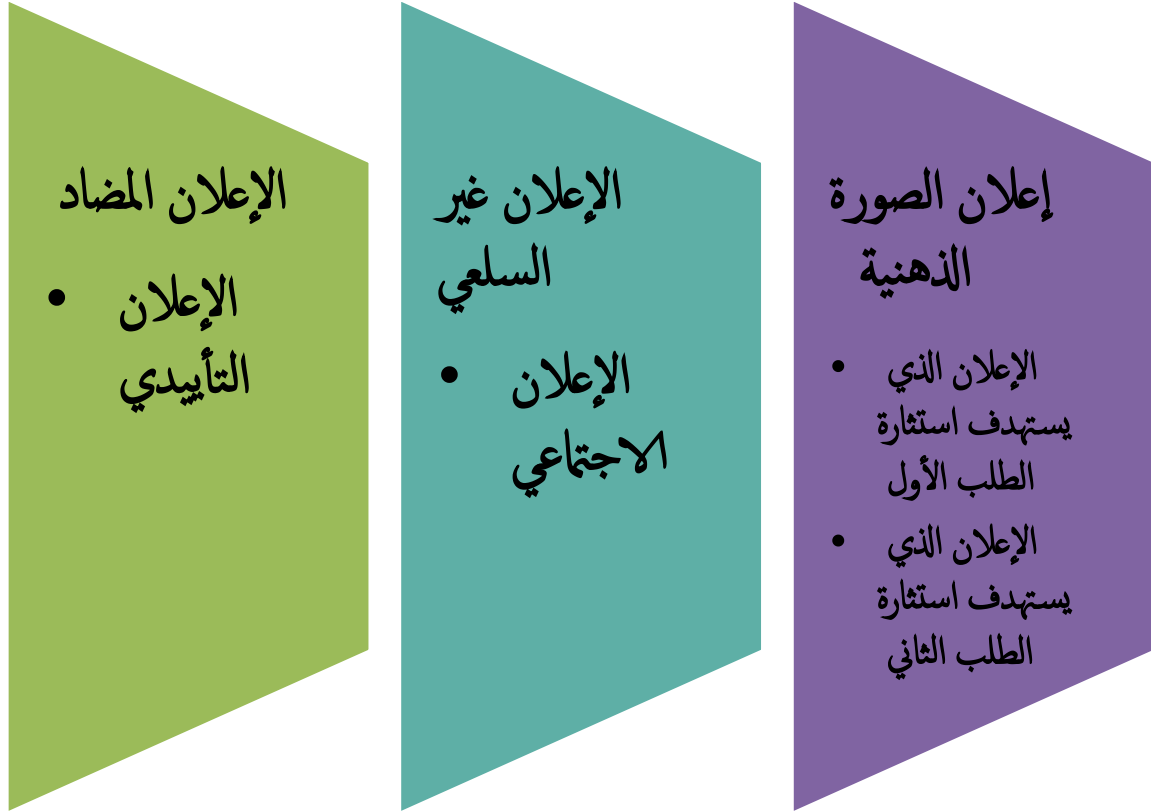 إعلان الصورة
الذهنية
• الإعلان الذي
يستهدف استثارة
الطلب الأول
• الإعلان الذي
يستهدف استثارة
الطلب الثاني
الإعلان غير
السلعي
• الإعلان
الاجتماعي
الإعلان المضاد
• الإعلان
التأييدي